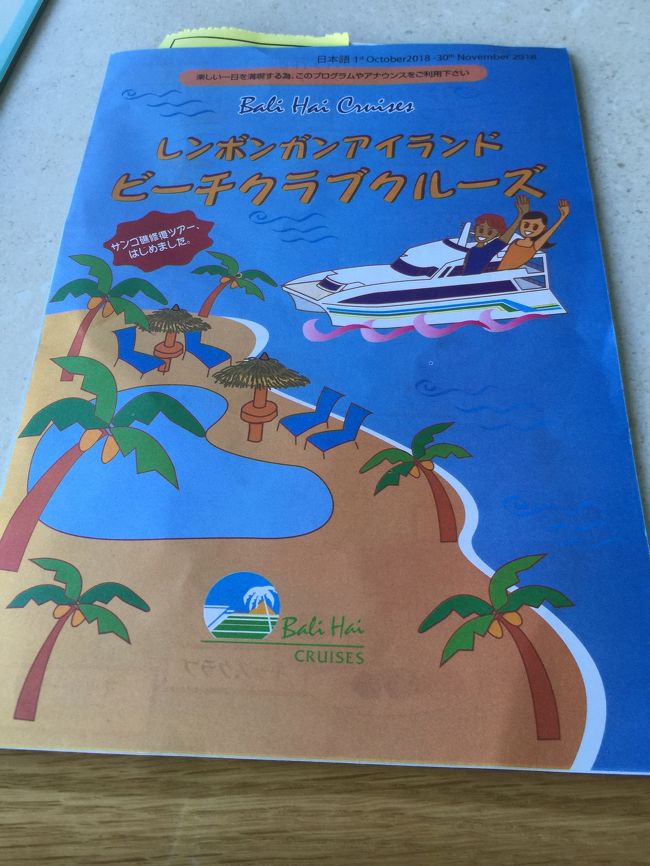 日本語 1st October2018 -30th November 2018
楽しい一日を満喫する為、このプログラムやアナウンスをご利用下さい
Bali Hai Cruises
レンボンガンアイランド
ビーチクラブクルーズ
サンゴ礁修復ツアー、
はじめました。
Bali Hai
CRUISES